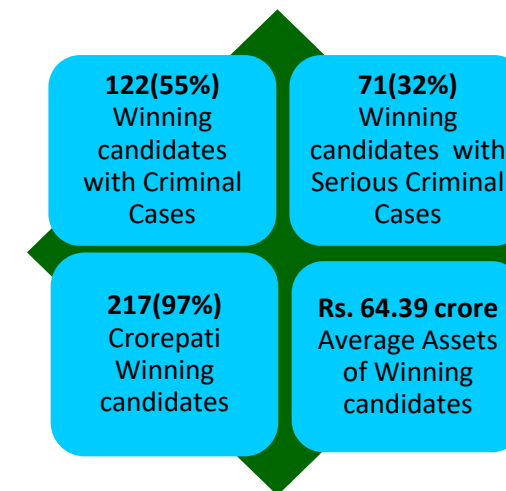 122(55%)
Winning
candidates
with Criminal
Cases
71(32%)
Winning
candidates with
Serious Criminal
Cases
217(97%)
Crorepati
Winning
candidates
Rs. 64.39 crore
Average Assets
of Winning
candidates